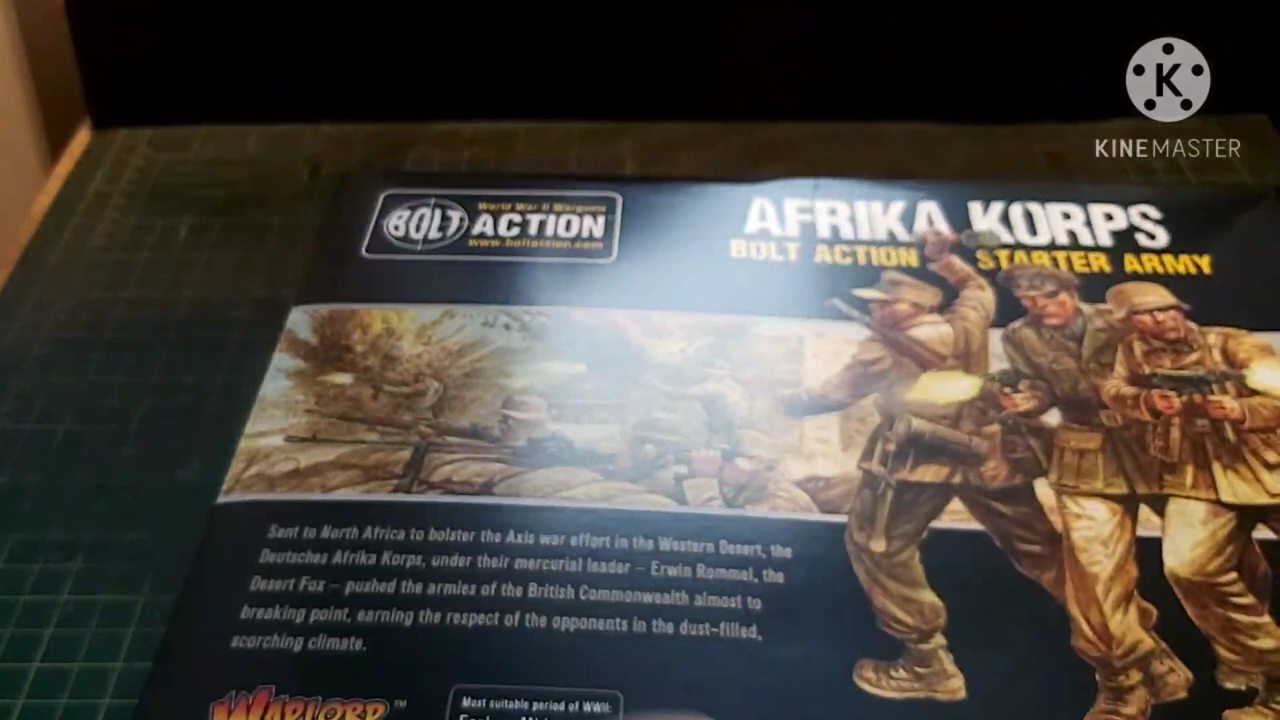 K
KINEMASTER
World War II Wargame
BOLT ACTION
www.boltaction.com
AFRIKA KORPS
BOLT ACTION STARTER ARMY
Sent to North Africa to bolster the Axis war effort in the Western Desert, the
Deutsches Afrika Korps, under their mercurial leader – Erwin Rommel, the
Desert Fox – pushed the armies of the British Commonwealth almost to
breaking point, earning the respect of the opponents in the dust-filled,
scorching climate.
WARLORD™
Most suitable period of WWII: